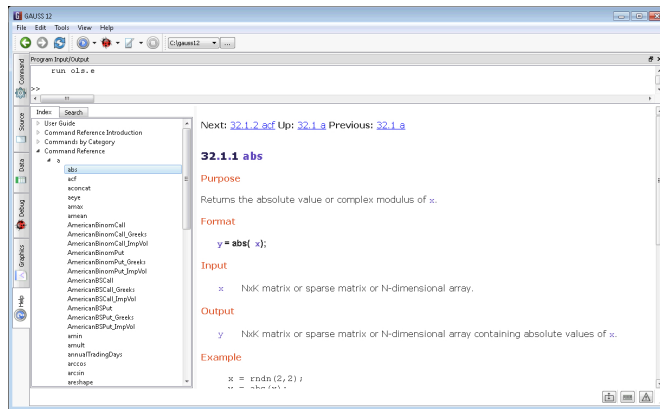 GAUSS 12
File Edit Tools View Help
C:\gauss12 ...
Program Input/Output
run ols.e
>>
Command
Source
Data
Debug
Graphics
Help
Index Search
User Guide
Command Reference Introduction
Commands by Category
Command Reference
a
abs
acf
aconcat
aeye
amax
amean
AmericanBinomCall
AmericanBinomCall_Greeks
AmericanBinomCall_ImpVol
AmericanBinomPut
AmericanBinomPut_Greeks
AmericanBinomPut_ImpVol
AmericanBSCall
AmericanBSCall_Greeks
AmericanBSCall_ImpVol
AmericanBSPut
AmericanBSPut_Greeks
AmericanBSPut_ImpVol
amin
amult
annualTradingDays
arccos
arcsin
areshape
Next: 32.1.2 acf Up: 32.1 a Previous: 32.1 a
32.1.1 abs
Purpose
Returns the absolute value or complex modulus of x.
Format
y = abs( x);
Input
x NxK matrix or sparse matrix or N-dimensional array.
Output
y NxK matrix or sparse matrix or N-dimensional array containing absolute values of x.
Example
x = rndn(2,2);
y = abs(x);